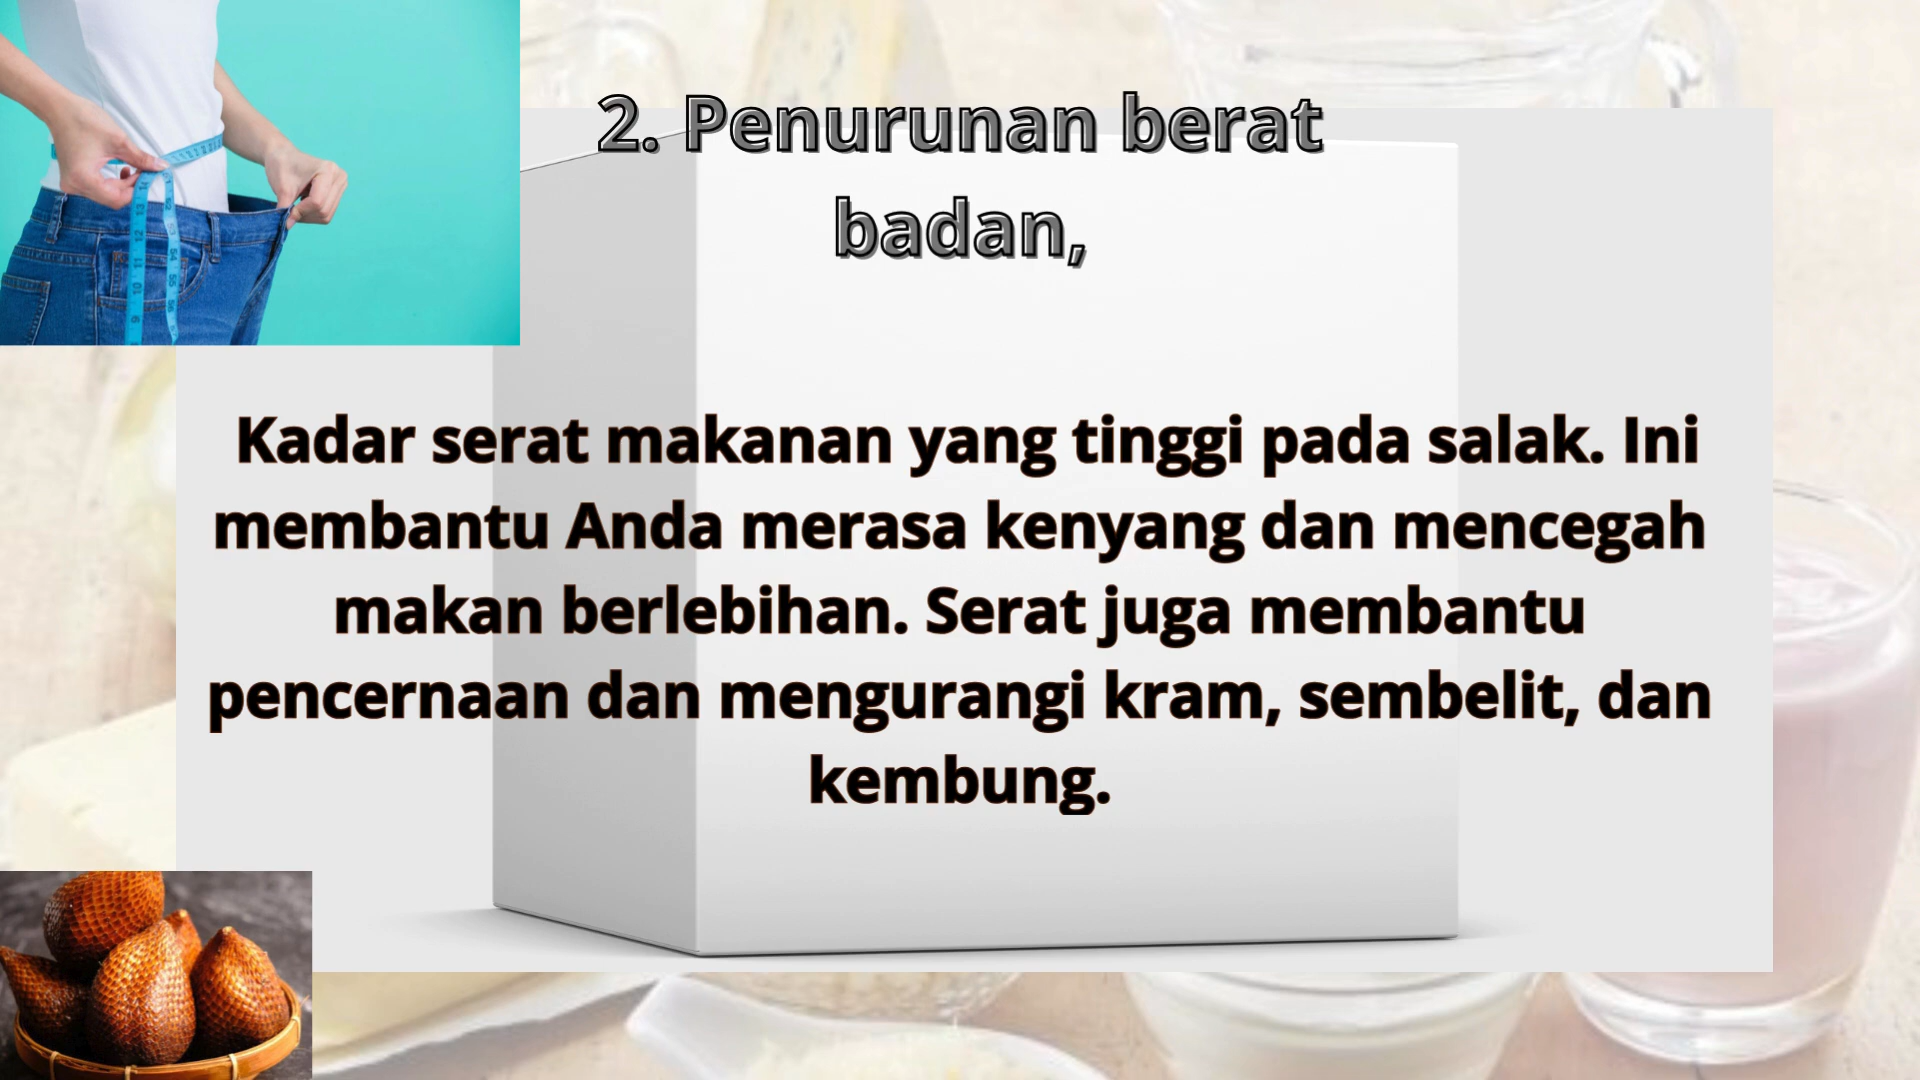 2. Penurunan berat
badan,
Kadar serat makanan yang tinggi pada salak. Ini
membantu Anda merasa kenyang dan mencegah
makan berlebihan. Serat juga membantu
pencernaan dan mengurangi kram, sembelit, dan
kembung.